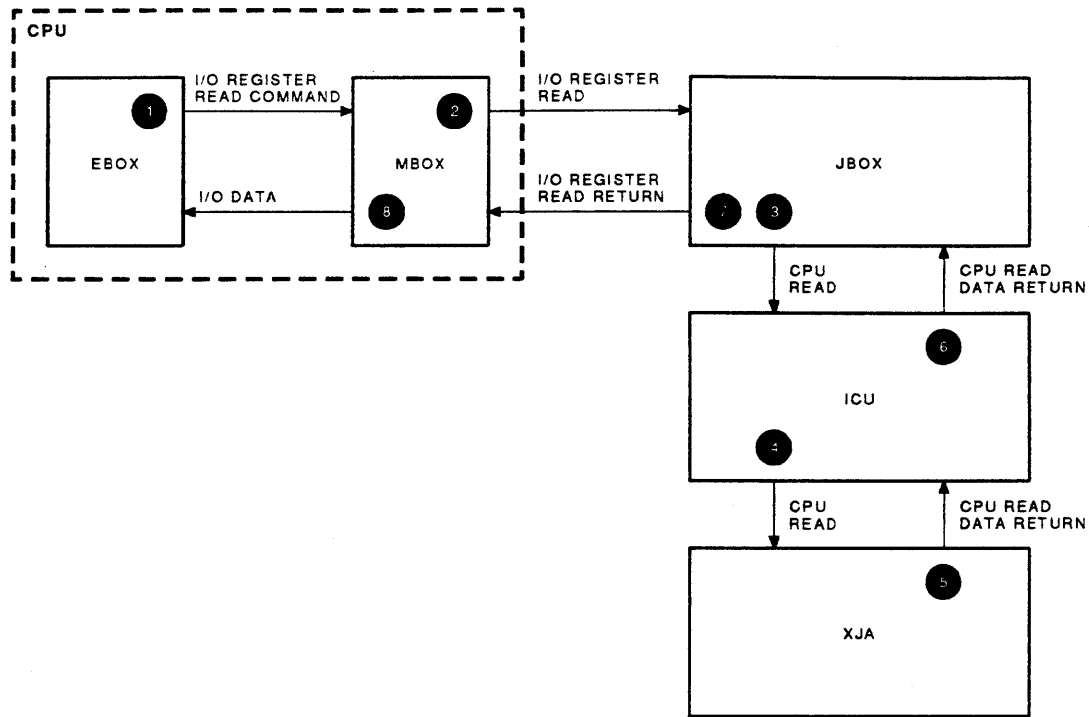 CPU
I/O REGISTER
READ COMMAND
I/O REGISTER
READ
1
2
EBOX
MBOX
JBOX
I/O DATA
I/O REGISTER
READ RETURN
8
7
3
CPU
READ
CPU READ
DATA RETURN
6
ICU
4
CPU
READ
CPU READ
DATA RETURN
5
XJA